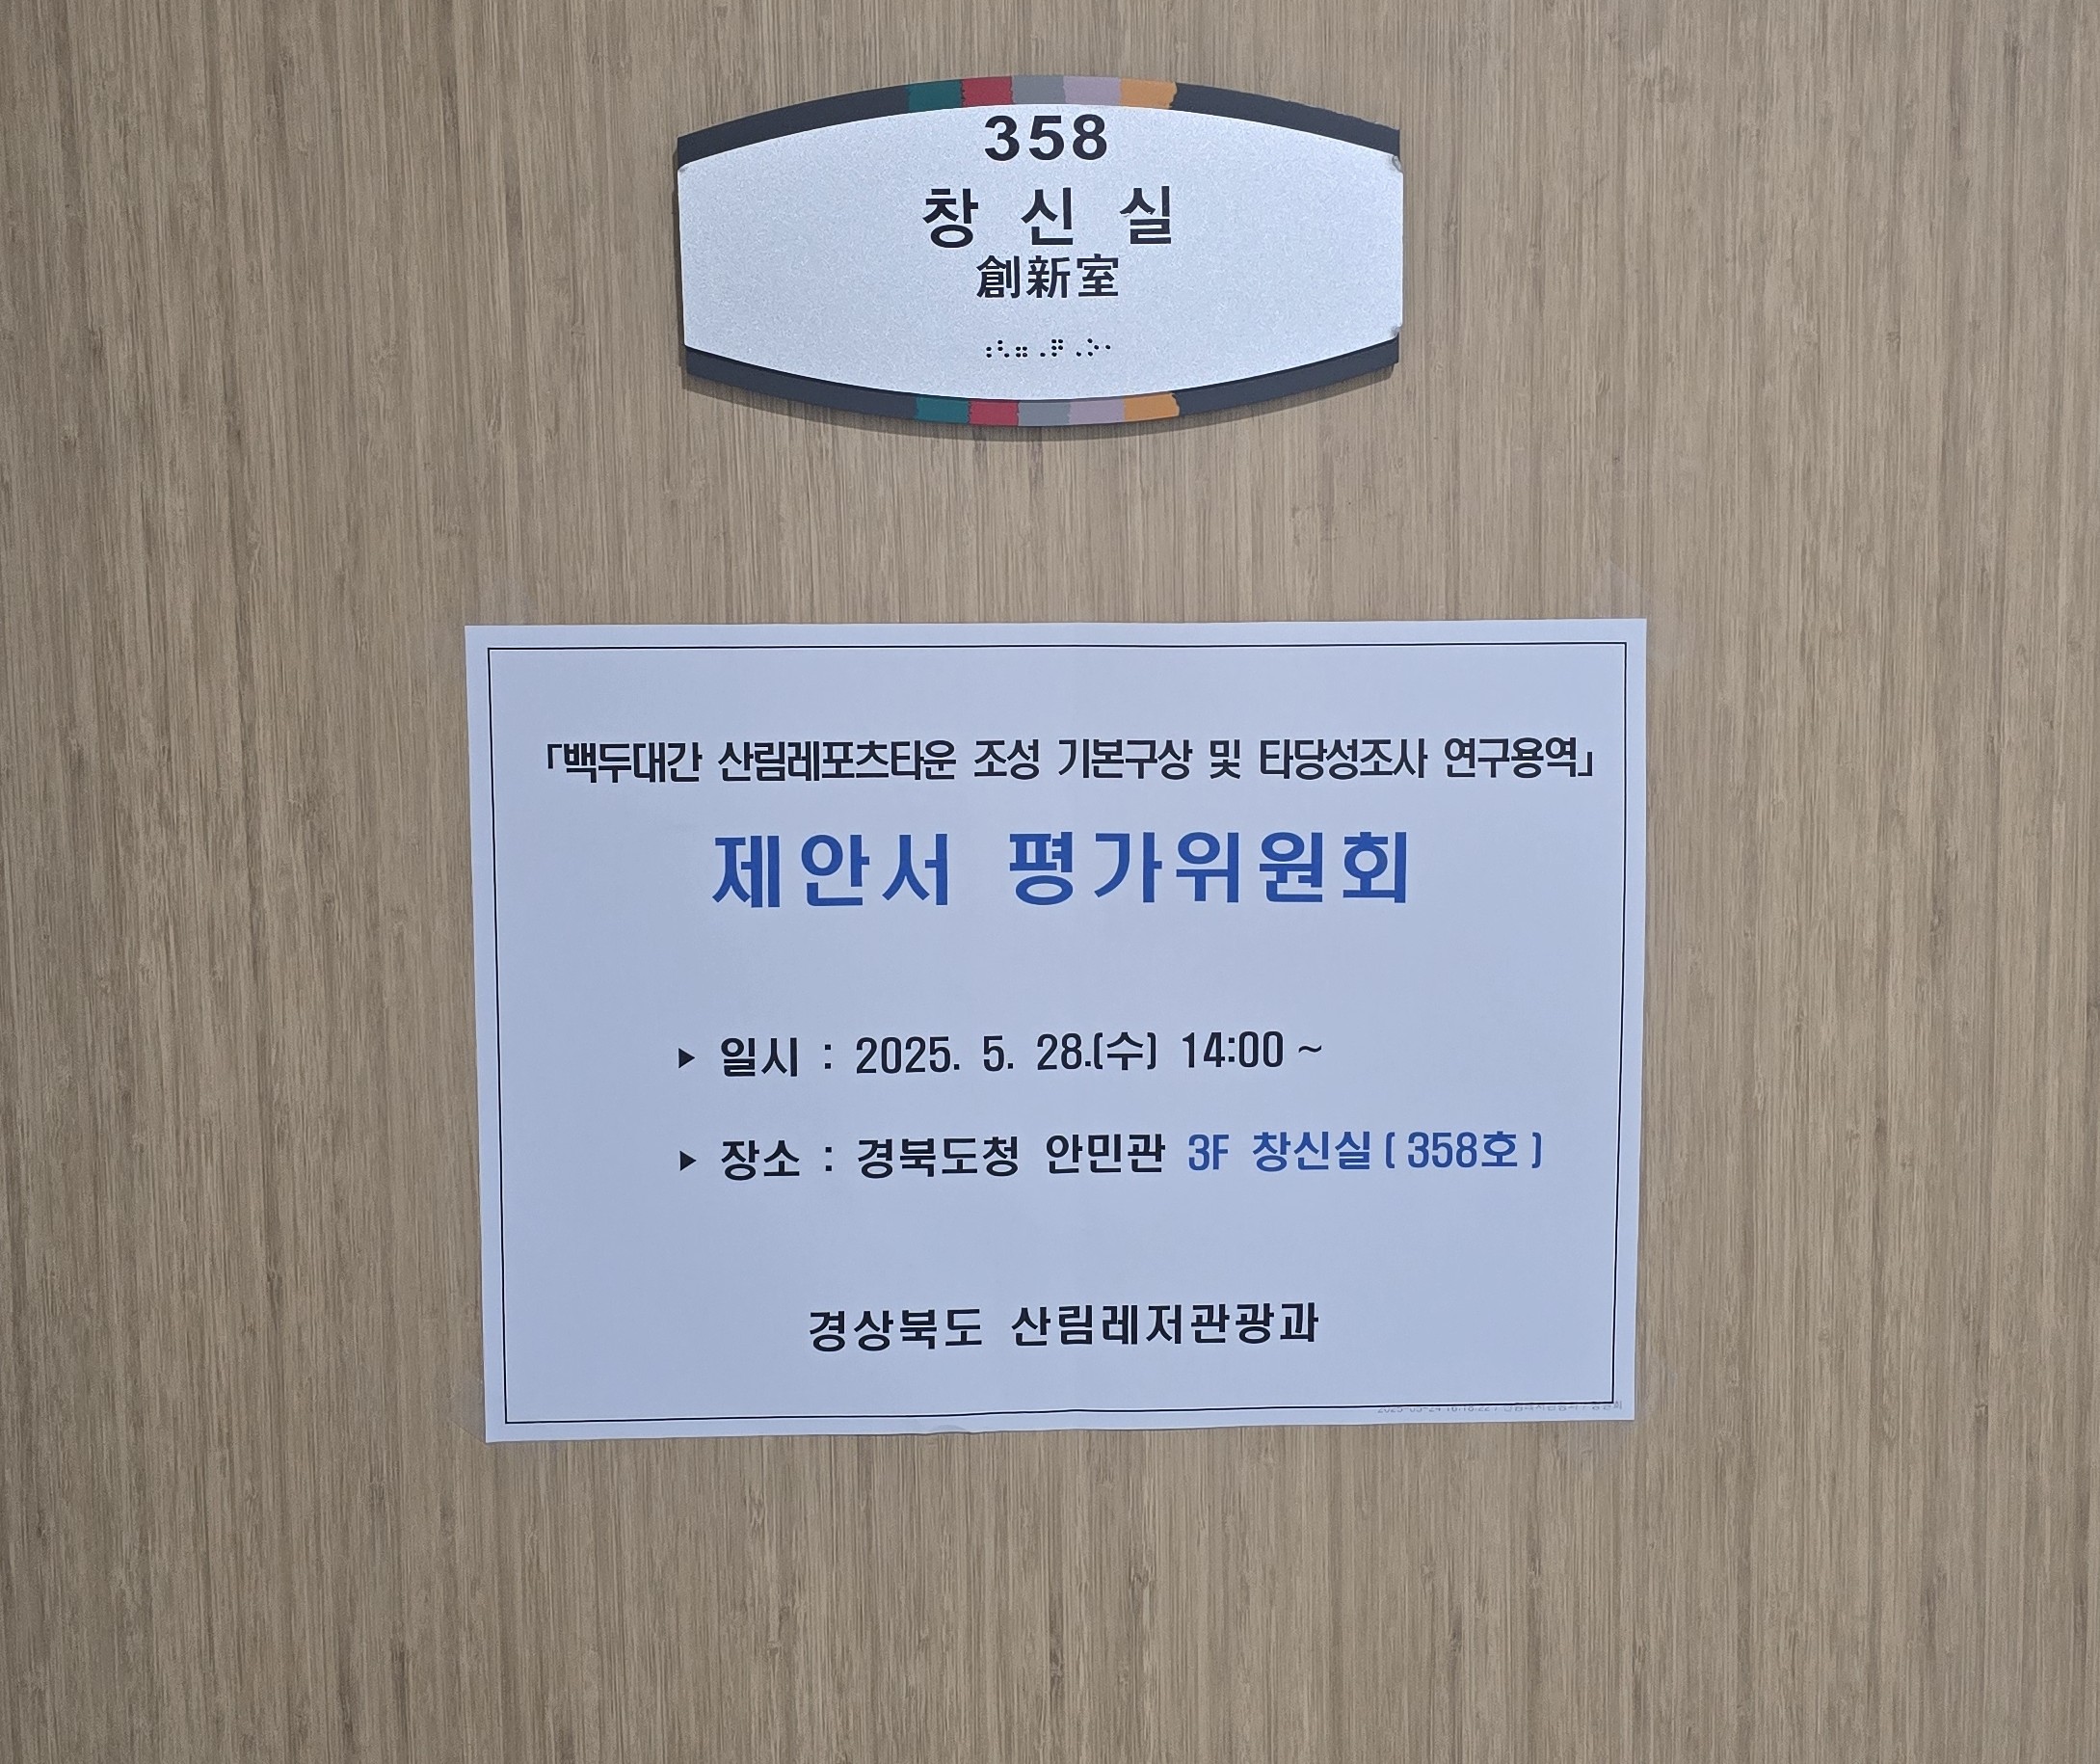 358
창 신 실
創新室
「백두대간 산림레포츠타운 조성 기본구상 및 타당성조사 연구용역」
제안서 평가위원회
▶ 일시 : 2025. 5. 28.(수) 14:00 ~
▶ 장소 : 경북도청 안민관 3F 창신실 ( 358호 )
경상북도 산림레저관광과